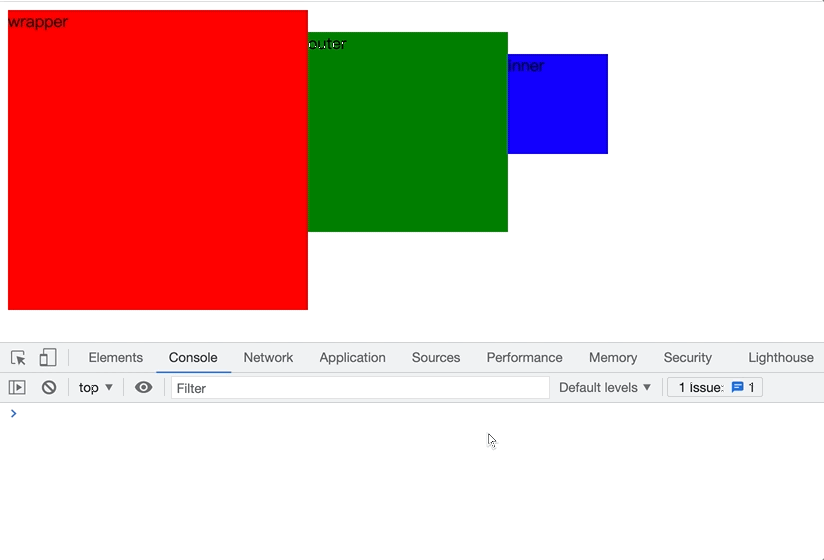 wrapper
outer
inner
Elements Console Network Application Sources Performance Memory Security Lighthouse
top ▼ Filter Default levels ▼ 1 issue: 1
>